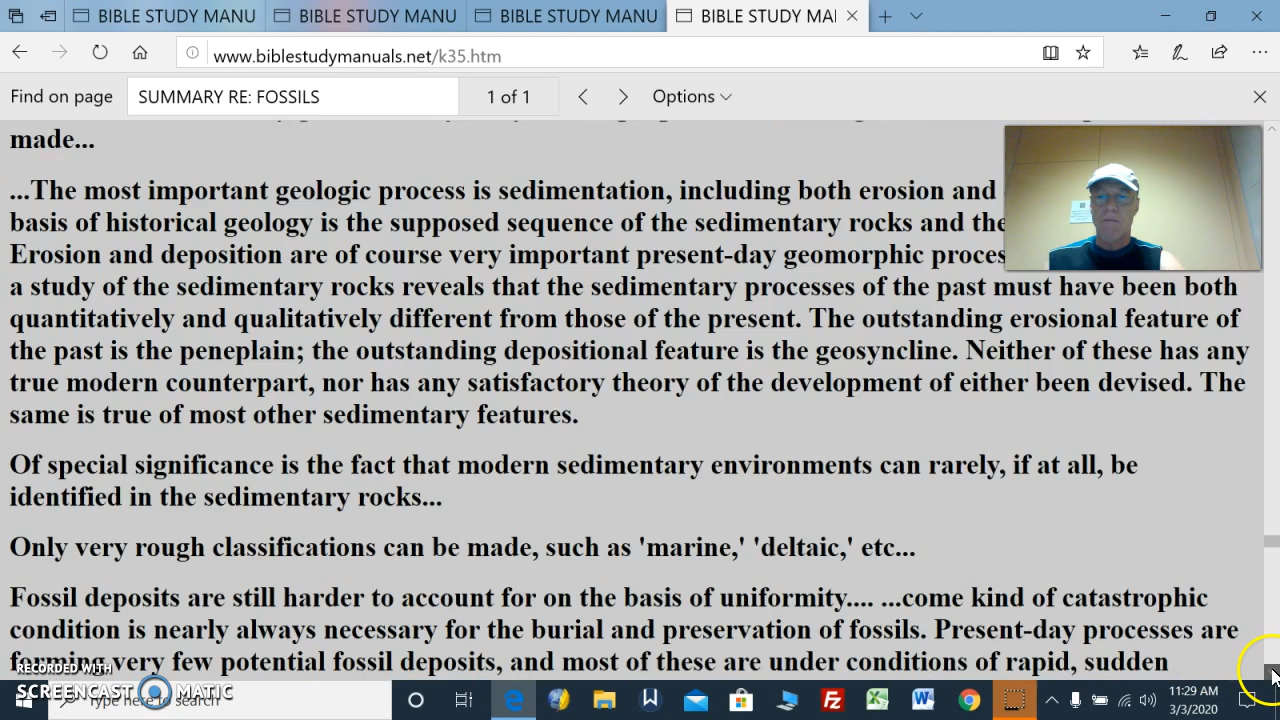 BIBLE STUDY MANU BIBLE STUDY MANU BIBLE STUDY MANU BIBLE STUDY MAI
www.biblestudymanuals.net/k35.htm
Find on page SUMMARY RE: FOSSILS 1 of 1 Options
made...
...The most important geologic process is sedimentation, including both erosion and
basis of historical geology is the supposed sequence of the sedimentary rocks and the
Erosion and deposition are of course very important present-day geomorphic proces
a study of the sedimentary rocks reveals that the sedimentary processes of the past must have been both
quantitatively and qualitatively different from those of the present. The outstanding erosional feature of
the past is the peneplain; the outstanding depositional feature is the geosyncline. Neither of these has any
true modern counterpart, nor has any satisfactory theory of the development of either been devised. The
same is true of most other sedimentary features.
Of special significance is the fact that modern sedimentary environments can rarely, if at all, be
identified in the sedimentary rocks...
Only very rough classifications can be made, such as 'marine,' 'deltaic,' etc...
Fossil deposits are still harder to account for on the basis of uniformity.... ...come kind of catastrophic
condition is nearly always necessary for the burial and preservation of fossils. Present-day processes are
very few potential fossil deposits, and most of these are under conditions of rapid, sudden
RECORDED WITH
SCREENCAST MATIC
Type here to search
11:29 AM
3/3/2020